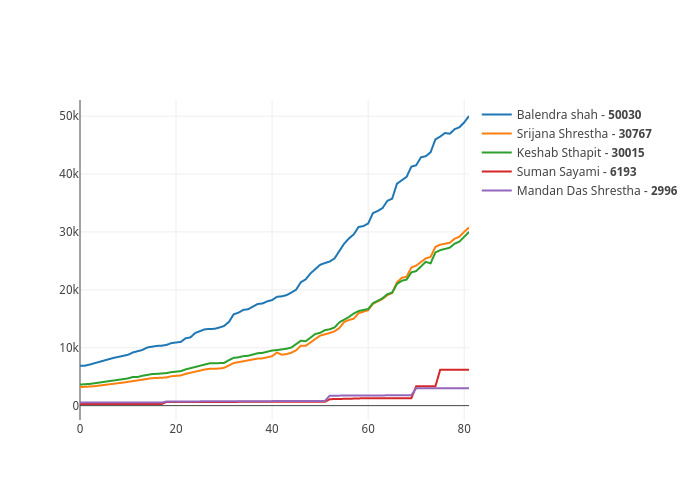 50k
40k
30k
20k
10k
0
0 20 40 60 80
Balendra shah - 50030
Srijana Shrestha - 30767
Keshab Sthapit - 30015
Suman Sayami - 6193
Mandan Das Shrestha - 2996